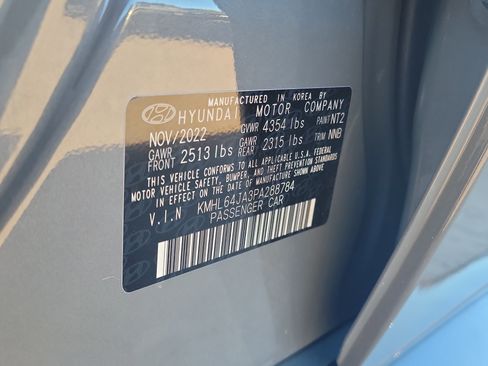 MANUFACTURED IN KOREA BY
HYUNDAI MOTOR COMPANY
NOV/2022 GVWR 4354 lbs PAINT NT2
GAWR FRONT 2513 lbs GAWR REAR 2315 lbs TRIM NNB
THIS VEHICLE CONFORMS TO ALL APPLICABLE U.S.A. FEDERAL
MOTOR VEHICLE SAFETY, BUMPER, AND THEFT PREVENTION
STANDARDS IN EFFECT ON THE DATE OF MANUFACTURE SHOWN ABOVE.
V.I.N KMHL64JA3PA288784
PASSENGER CAR